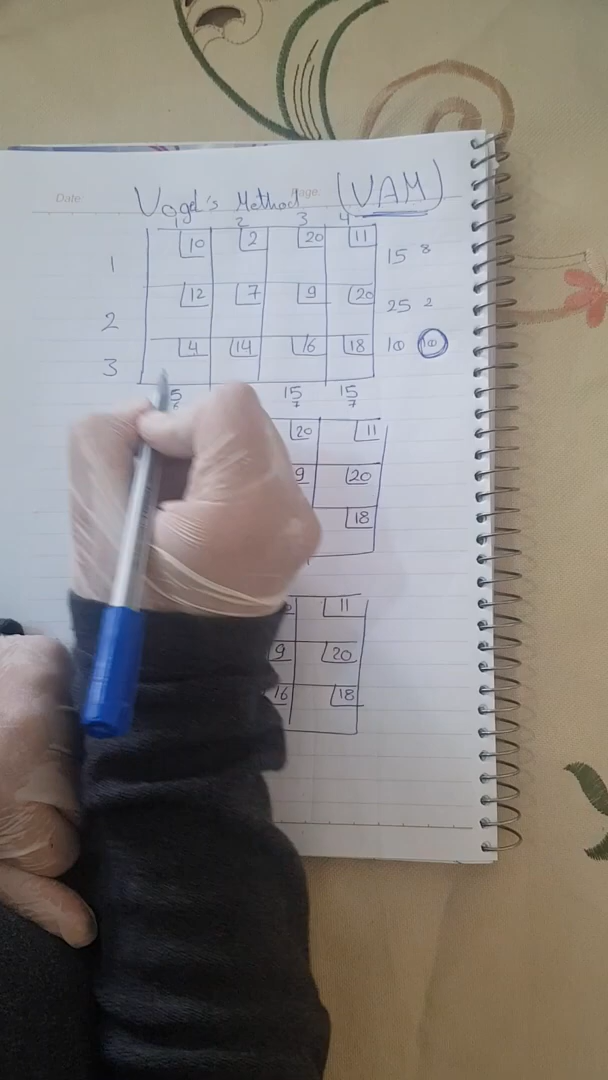 Date Page.
Vogel's Method (VAM)
1 2 3 4
1 10 2 20 11 15 8
2 12 7 9 20 25 2
3 4 14 16 18 10 10
5 15 15
6 7 7
20 11
9 20
18
11
9 20
16 18